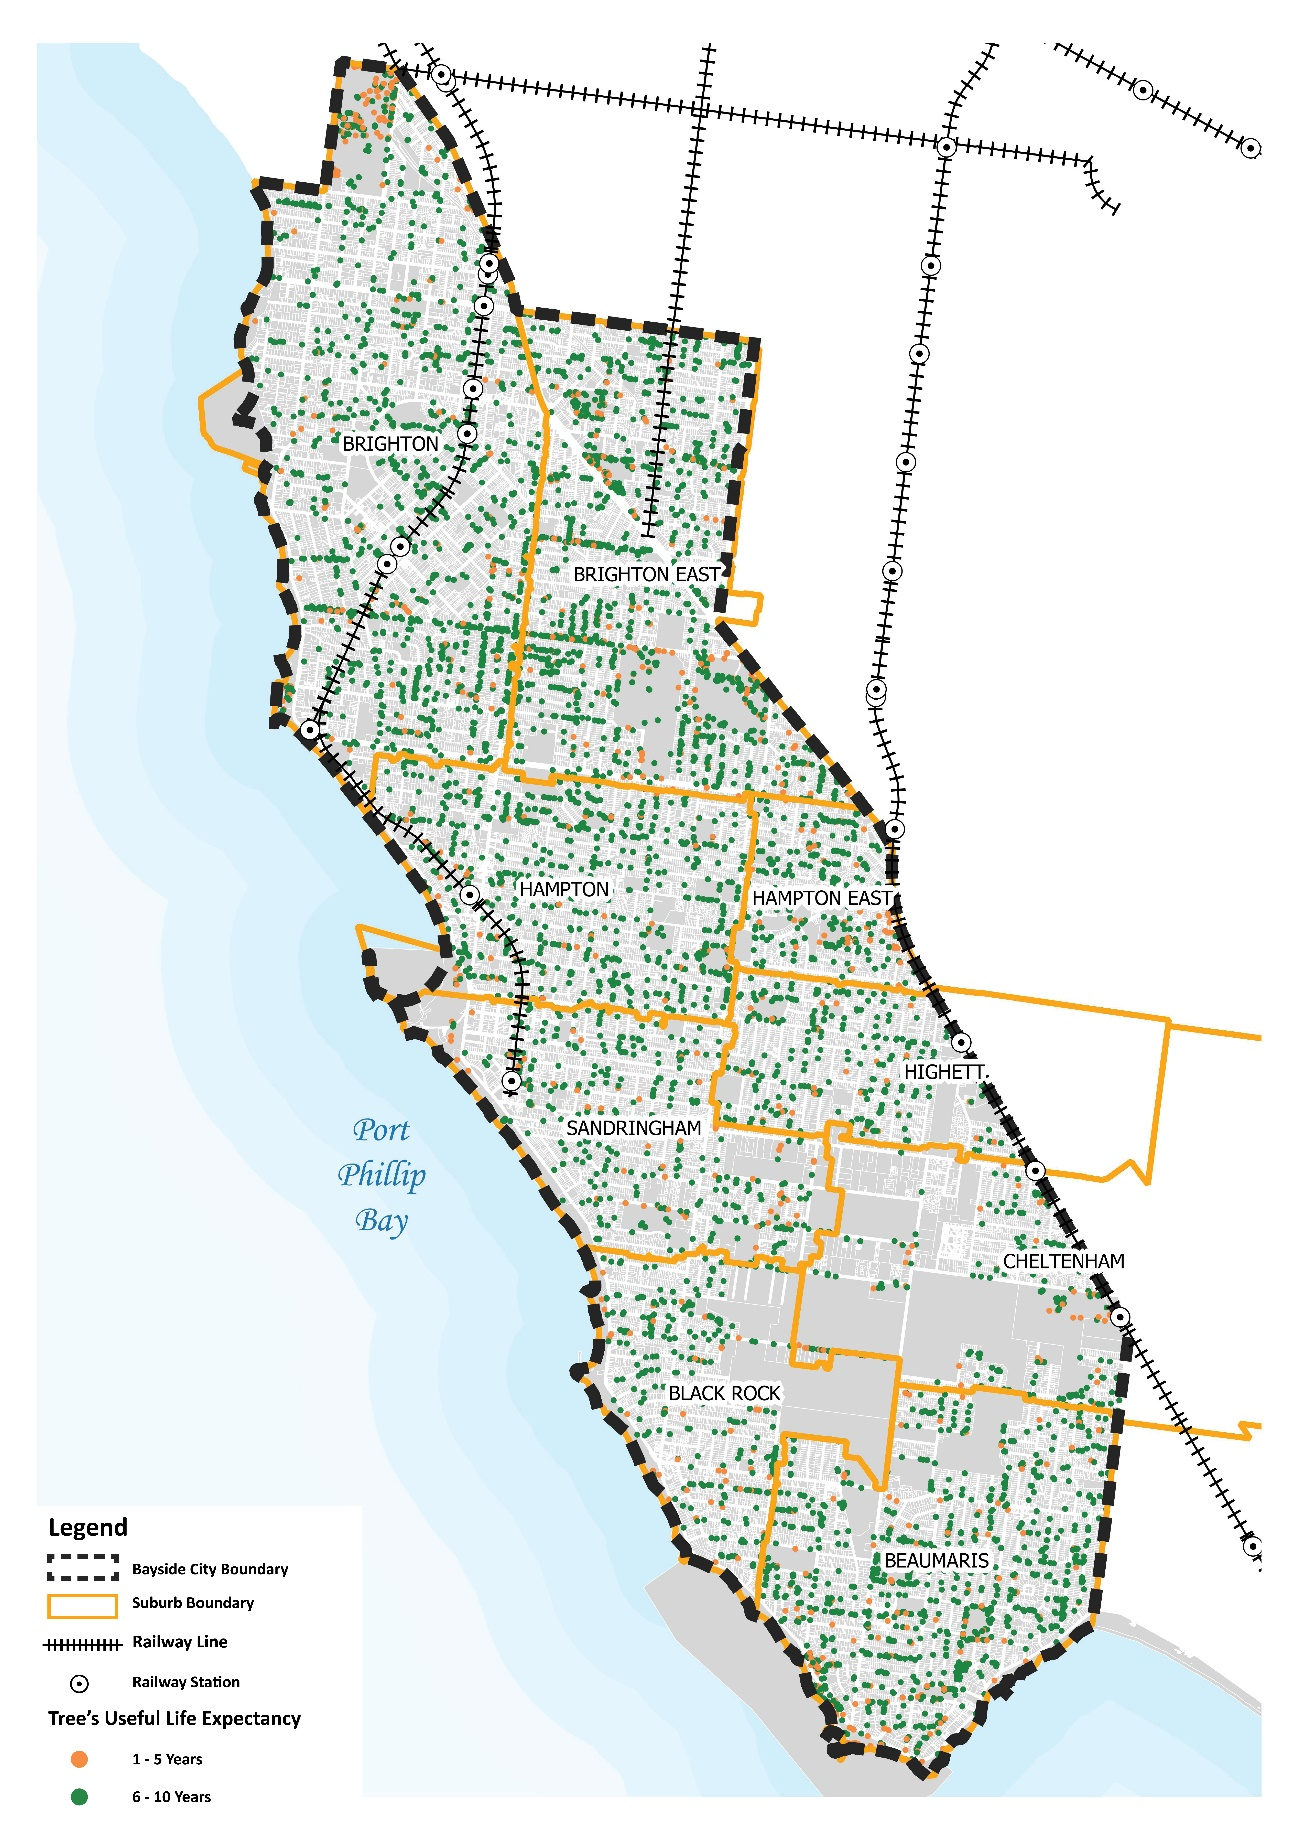 BRIGHTON
BRIGHTON EAST
HAMPTON
HAMPTON EAST
HIGHETT
Port
Phillip
Bay
SANDRINGHAM
CHELTENHAM
BLACK ROCK
BEAUMARIS
Legend
Bayside City Boundary
Suburb Boundary
Railway Line
Railway Station
Tree's Useful Life Expectancy
1 - 5 Years
6 - 10 Years